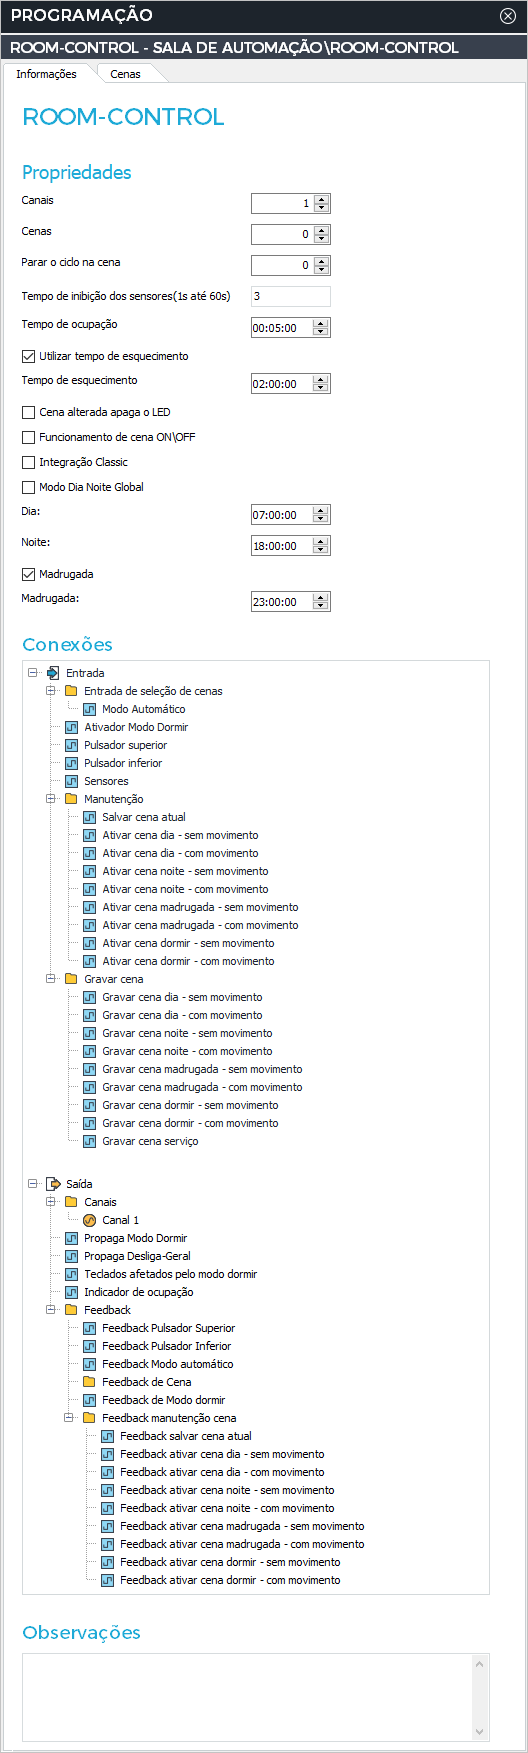 PROGRAMAÇÃO
ROOM-CONTROL - SALA DE AUTOMAÇÃO\ROOM-CONTROL
Informações Cenas
ROOM-CONTROL
Propriedades
Canais 1
Cenas 0
Parar o ciclo na cena 0
Tempo de inibição dos sensores(1s até 60s) 3
Tempo de ocupação 00:05:00
Utilizar tempo de esquecimento
Tempo de esquecimento 02:00:00
Cena alterada apaga o LED
Funcionamento de cena ON\OFF
Integração Classic
Modo Dia Noite Global
Dia: 07:00:00
Noite: 18:00:00
Madrugada
Madrugada: 23:00:00
Conexões
Entrada
Entrada de seleção de cenas
Modo Automático
Ativador Modo Dormir
Pulsador superior
Pulsador inferior
Sensores
Manutenção
Salvar cena atual
Ativar cena dia - sem movimento
Ativar cena dia - com movimento
Ativar cena noite - sem movimento
Ativar cena noite - com movimento
Ativar cena madrugada - sem movimento
Ativar cena madrugada - com movimento
Ativar cena dormir - sem movimento
Ativar cena dormir - com movimento
Gravar cena
Gravar cena dia - sem movimento
Gravar cena dia - com movimento
Gravar cena noite - sem movimento
Gravar cena noite - com movimento
Gravar cena madrugada - sem movimento
Gravar cena madrugada - com movimento
Gravar cena dormir - sem movimento
Gravar cena dormir - com movimento
Gravar cena serviço
Saída
Canais
Canal 1
Propaga Modo Dormir
Propaga Desliga-Geral
Teclados afetados pelo modo dormir
Indicador de ocupação
Feedback
Feedback Pulsador Superior
Feedback Pulsador Inferior
Feedback Modo automático
Feedback de Cena
Feedback de Modo dormir
Feedback manutenção cena
Feedback salvar cena atual
Feedback ativar cena dia - sem movimento
Feedback ativar cena dia - com movimento
Feedback ativar cena noite - sem movimento
Feedback ativar cena noite - com movimento
Feedback ativar cena madrugada - sem movimento
Feedback ativar cena madrugada - com movimento
Feedback ativar cena dormir - sem movimento
Feedback ativar cena dormir - com movimento
Observações